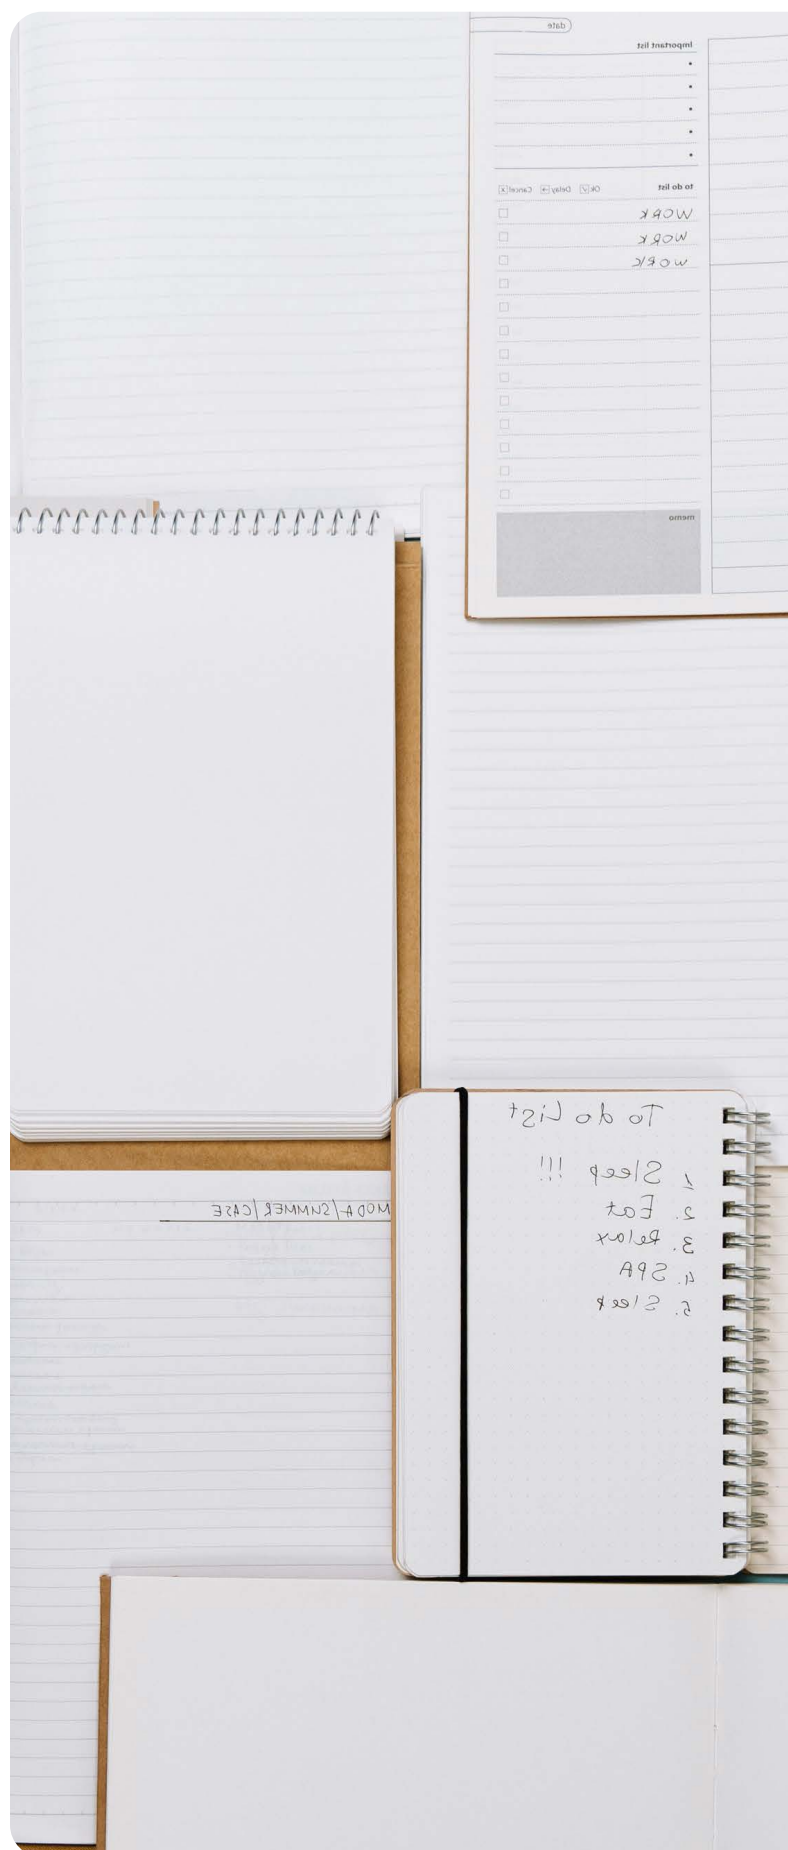 date
Important list
to do list Ok Delay Cancel
WORK
WORK
WORK
memo
To do List
1. Sleep !!!
2. Eat
3. Relax
4. SPA
5. Sleep
MODA/SUMMER/CASE